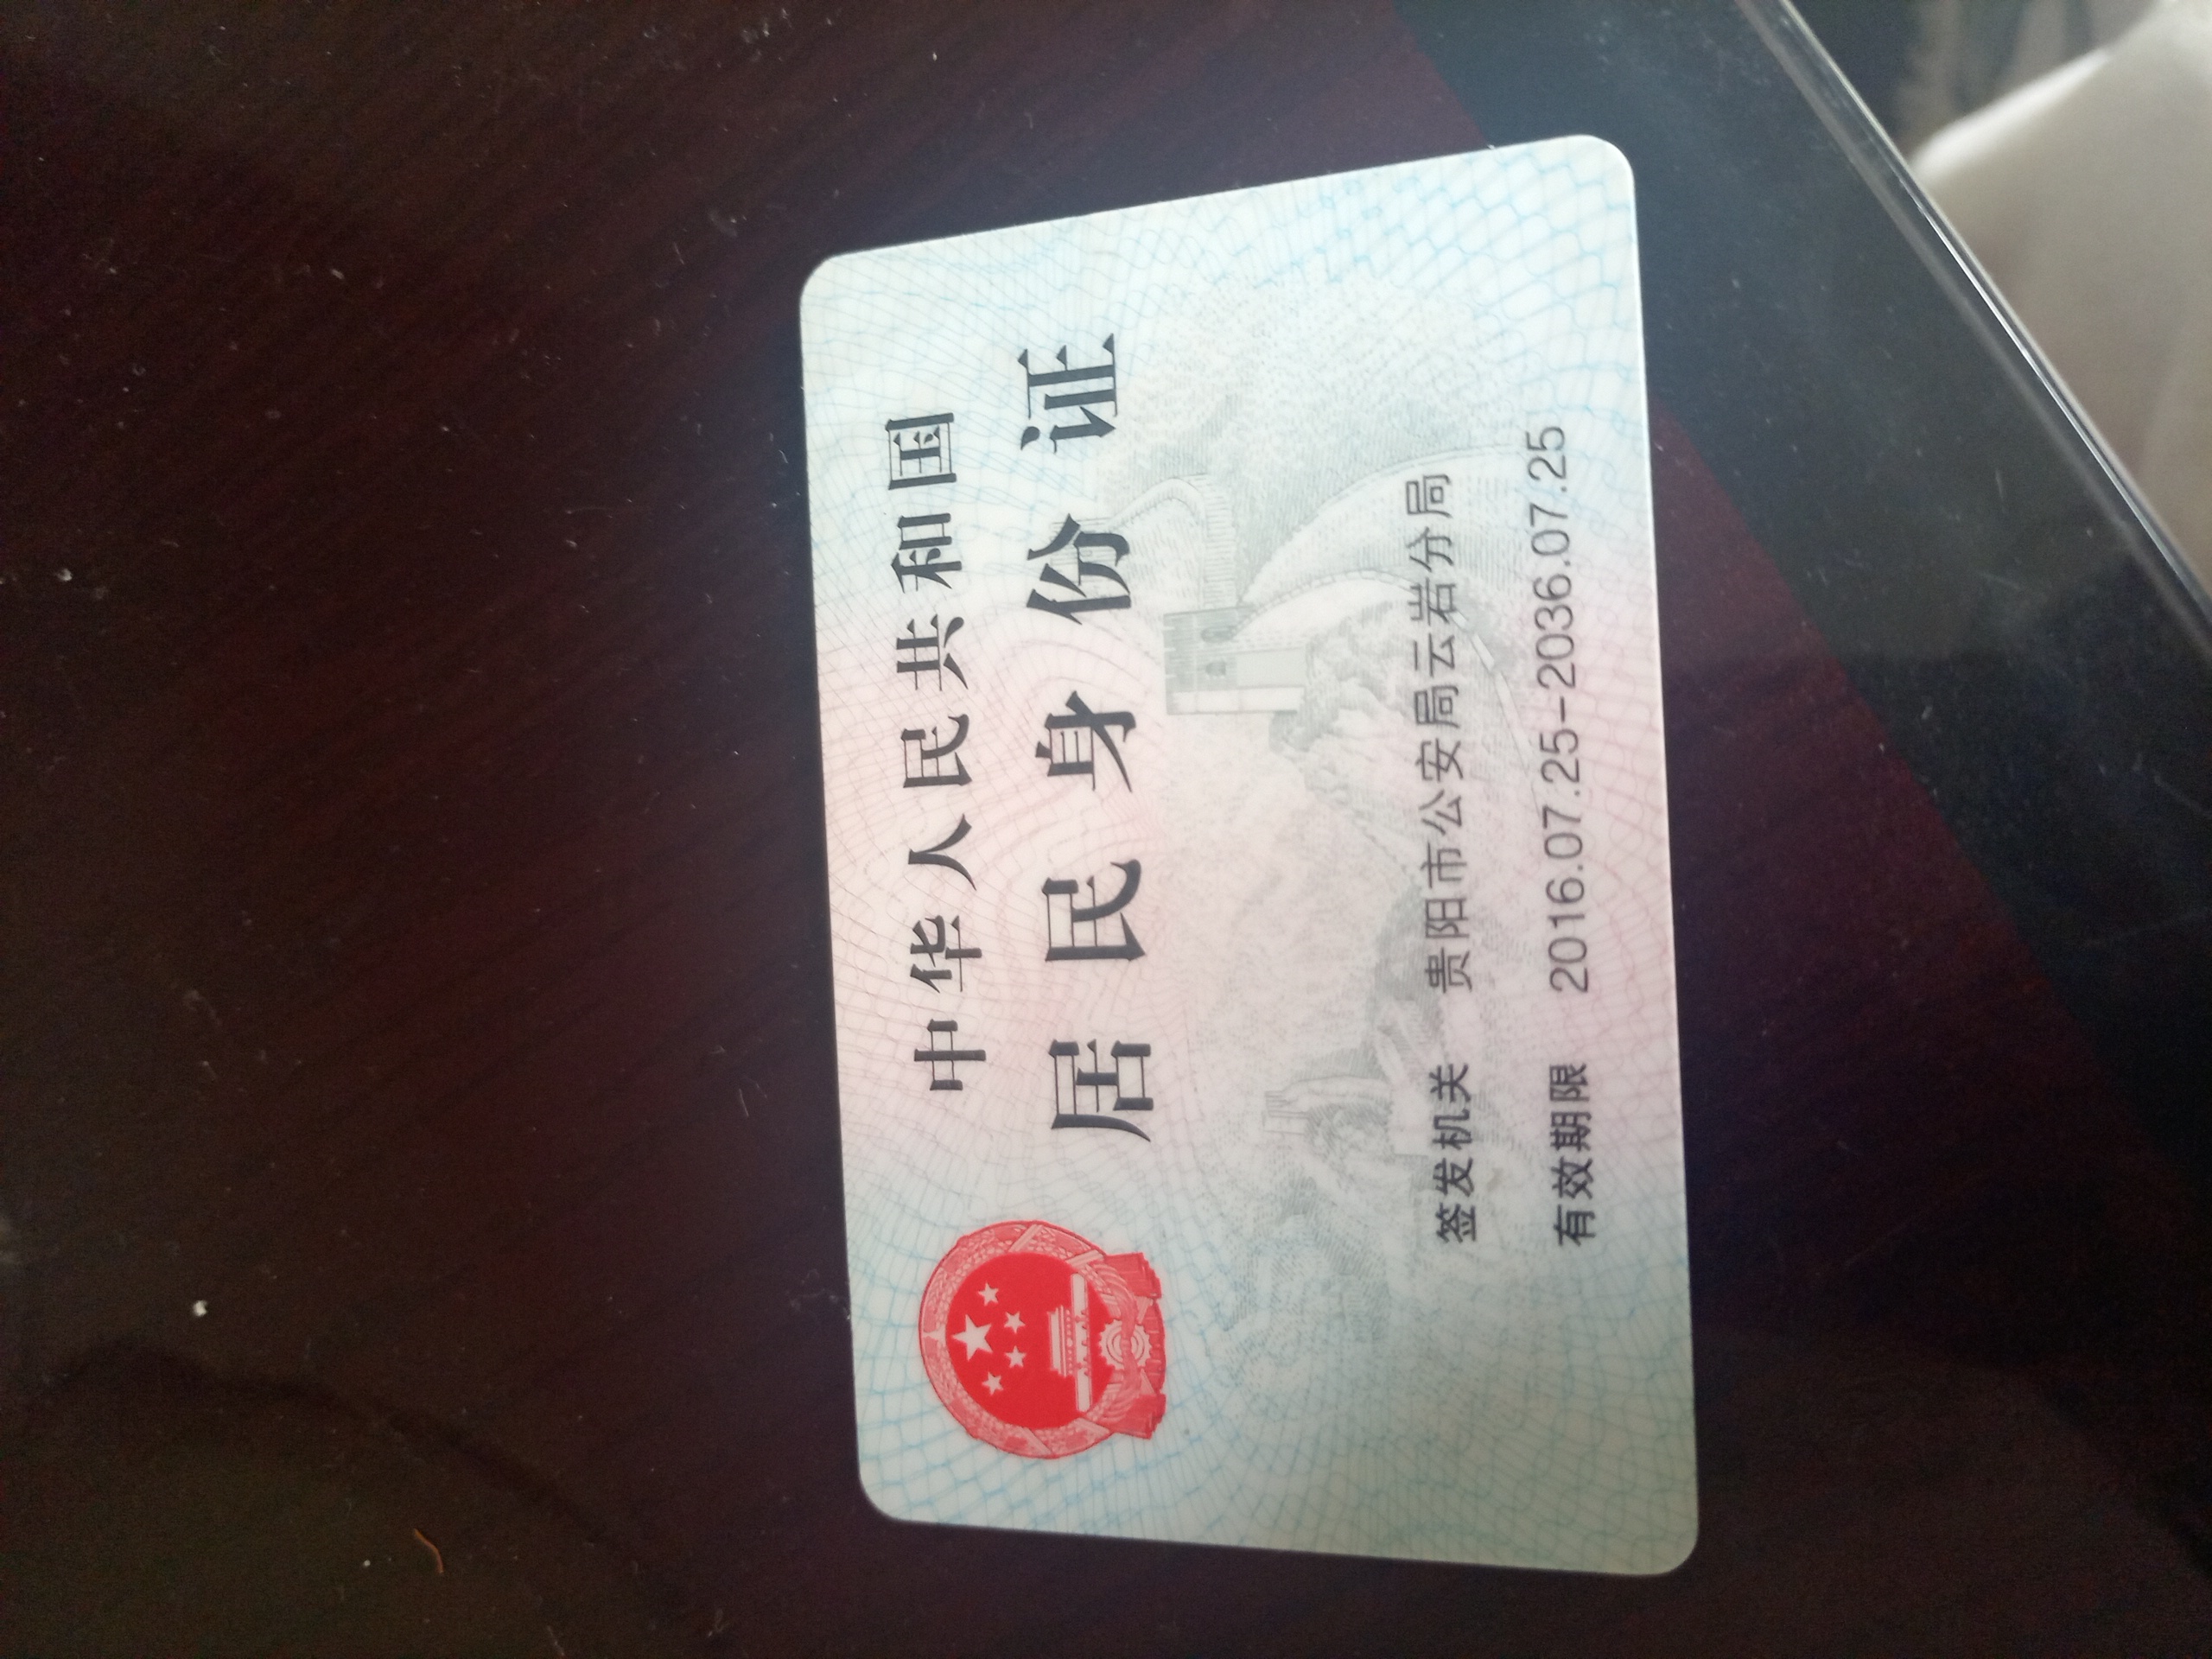 中华人民共和国
居民身份证
签发机关 贵阳市公安局云岩分局
有效期限 2016.07.25-2036.07.25